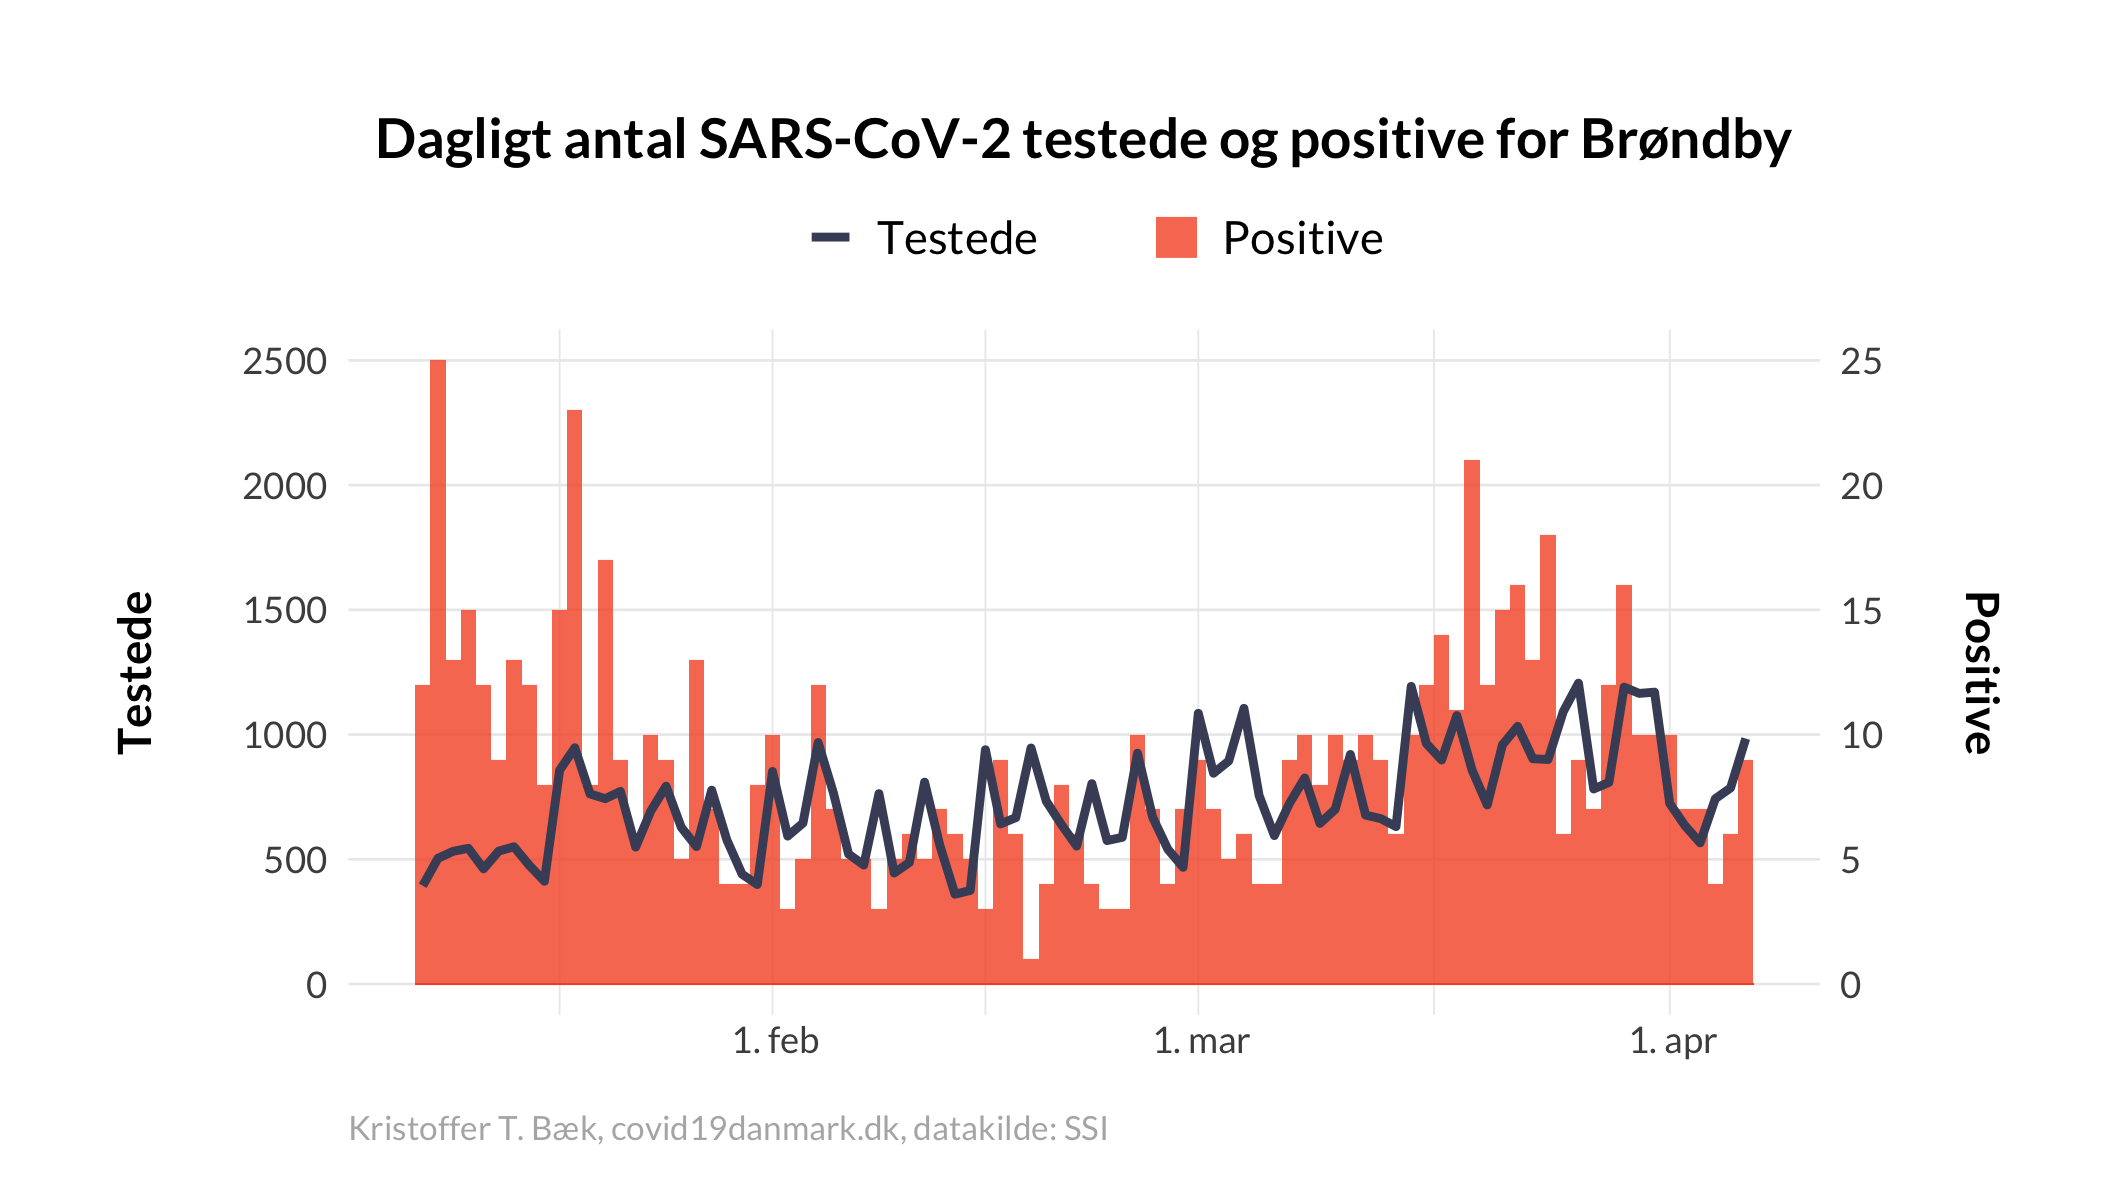 Dagligt antal SARS-CoV-2 testede og positive for Brøndby
Testede
Positive
Testede
2500
2000
1500
1000
500
0
25
20
15
10
5
0
Positive
1. feb
1. mar
1. apr
Kristoffer T. Bæk, covid19danmark.dk, datakilde: SSI